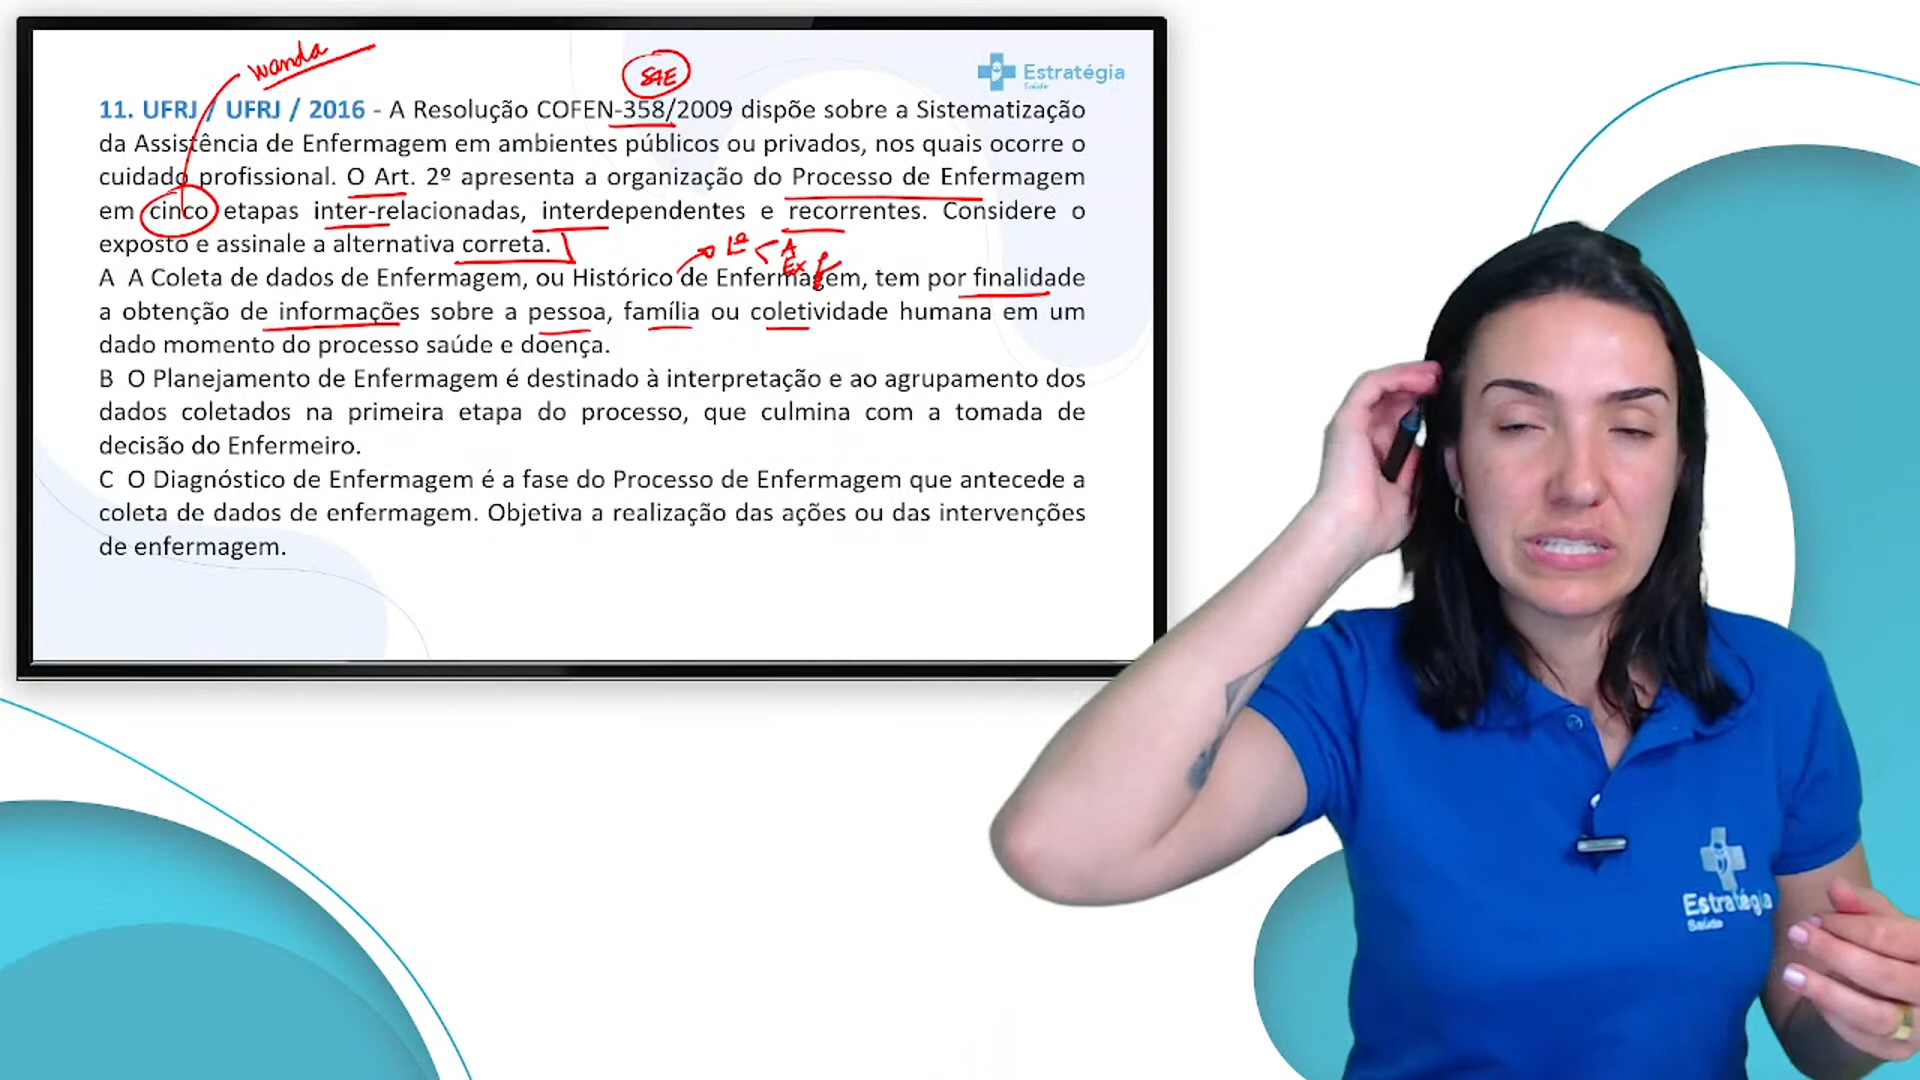 wanda
SAE
Estratégia
Saúde
11. UFRJ / UFRJ / 2016 - A Resolução COFEN-358/2009 dispõe sobre a Sistematização
da Assistência de Enfermagem em ambientes públicos ou privados, nos quais ocorre o
cuidado profissional. O Art. 2º apresenta a organização do Processo de Enfermagem
em cinco etapas inter-relacionadas, interdependentes e recorrentes. Considere o
exposto e assinale a alternativa correta.
1ª
A
Ex f
A A Coleta de dados de Enfermagem, ou Histórico de Enfermagem, tem por finalidade
a obtenção de informações sobre a pessoa, família ou coletividade humana em um
dado momento do processo saúde e doença.
B O Planejamento de Enfermagem é destinado à interpretação e ao agrupamento dos
dados coletados na primeira etapa do processo, que culmina com a tomada de
decisão do Enfermeiro.
C O Diagnóstico de Enfermagem é a fase do Processo de Enfermagem que antecede a
coleta de dados de enfermagem. Objetiva a realização das ações ou das intervenções
de enfermagem.
Estratégia
Saúde